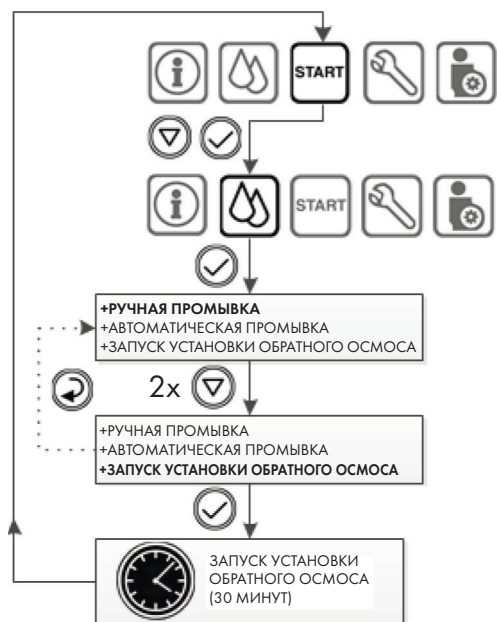 START
START
+РУЧНАЯ ПРОМЫВКА
+АВТОМАТИЧЕСКАЯ ПРОМЫВКА
+ЗАПУСК УСТАНОВКИ ОБРАТНОГО ОСМОСА
2x
+РУЧНАЯ ПРОМЫВКА
+АВТОМАТИЧЕСКАЯ ПРОМЫВКА
+ЗАПУСК УСТАНОВКИ ОБРАТНОГО ОСМОСА
ЗАПУСК УСТАНОВКИ
ОБРАТНОГО ОСМОСА
(30 МИНУТ)